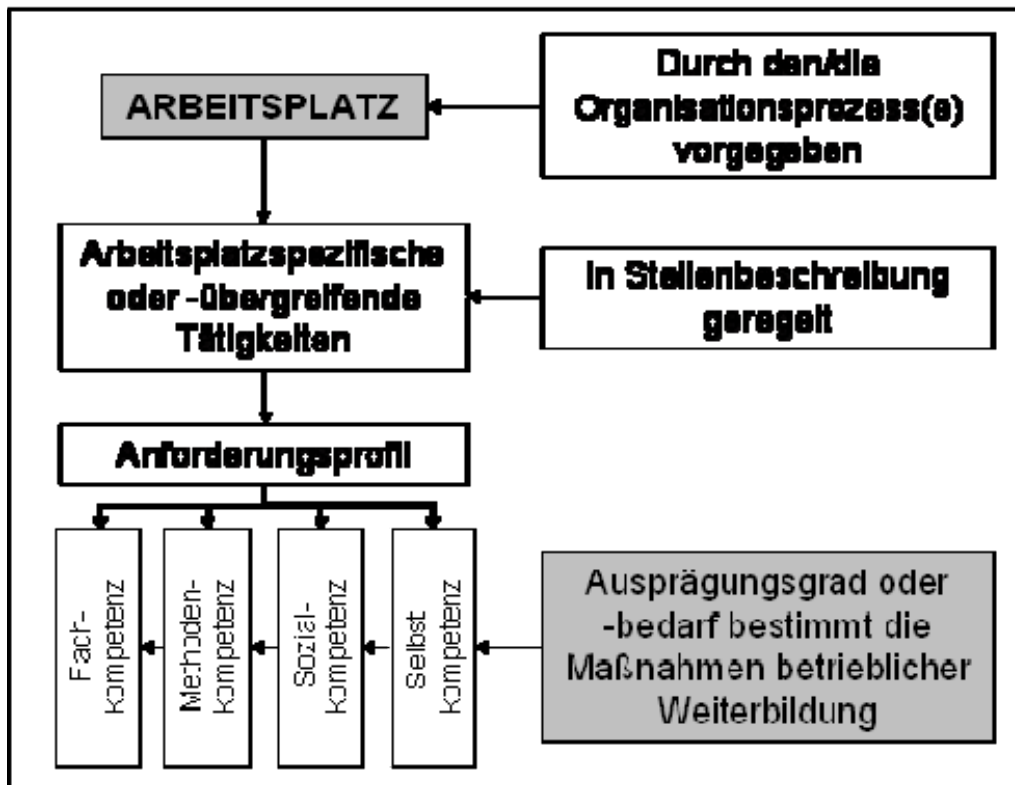 ARBEITSPLATZ
Durch den/die
Organisationsprozess(e)
vorgegeben
Arbeitsplatzspezifische
oder -übergreifende
Tätigkeiten
In Stellenbeschreibung
geregelt
Anforderungsprofil
Fach-
kompetenz
Methoden-
kompetenz
Sozial-
kompetenz
Selbst
kompetenz
Ausprägungsgrad oder
-bedarf bestimmt die
Maßnahmen betrieblicher
Weiterbildung